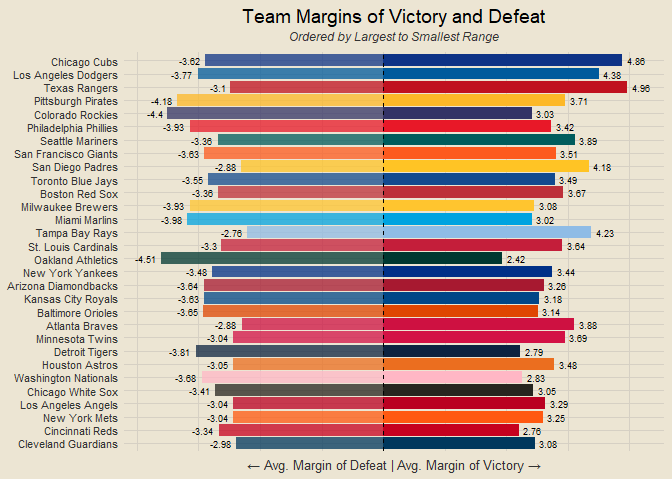 Team Margins of Victory and Defeat
Ordered by Largest to Smallest Range
Chicago Cubs -3.62 4.86
Los Angeles Dodgers -3.77 4.38
Texas Rangers -3.1 4.96
Pittsburgh Pirates -4.18 3.71
Colorado Rockies -4.4 3.03
Philadelphia Phillies -3.93 3.42
Seattle Mariners -3.36 3.89
San Francisco Giants -3.63 3.51
San Diego Padres -2.88 4.18
Toronto Blue Jays -3.55 3.49
Boston Red Sox -3.36 3.67
Milwaukee Brewers -3.93 3.08
Miami Marlins -3.98 3.02
Tampa Bay Rays -2.76 4.23
St. Louis Cardinals -3.3 3.64
Oakland Athletics -4.51 2.42
New York Yankees -3.48 3.44
Arizona Diamondbacks -3.64 3.26
Kansas City Royals -3.63 3.18
Baltimore Orioles -3.65 3.14
Atlanta Braves -2.88 3.88
Minnesota Twins -3.04 3.69
Detroit Tigers -3.81 2.79
Houston Astros -3.05 3.48
Washington Nationals -3.68 2.83
Chicago White Sox -3.41 3.05
Los Angeles Angels -3.04 3.29
New York Mets -3.04 3.25
Cincinnati Reds -3.34 2.76
Cleveland Guardians -2.98 3.08
← Avg. Margin of Defeat | Avg. Margin of Victory →